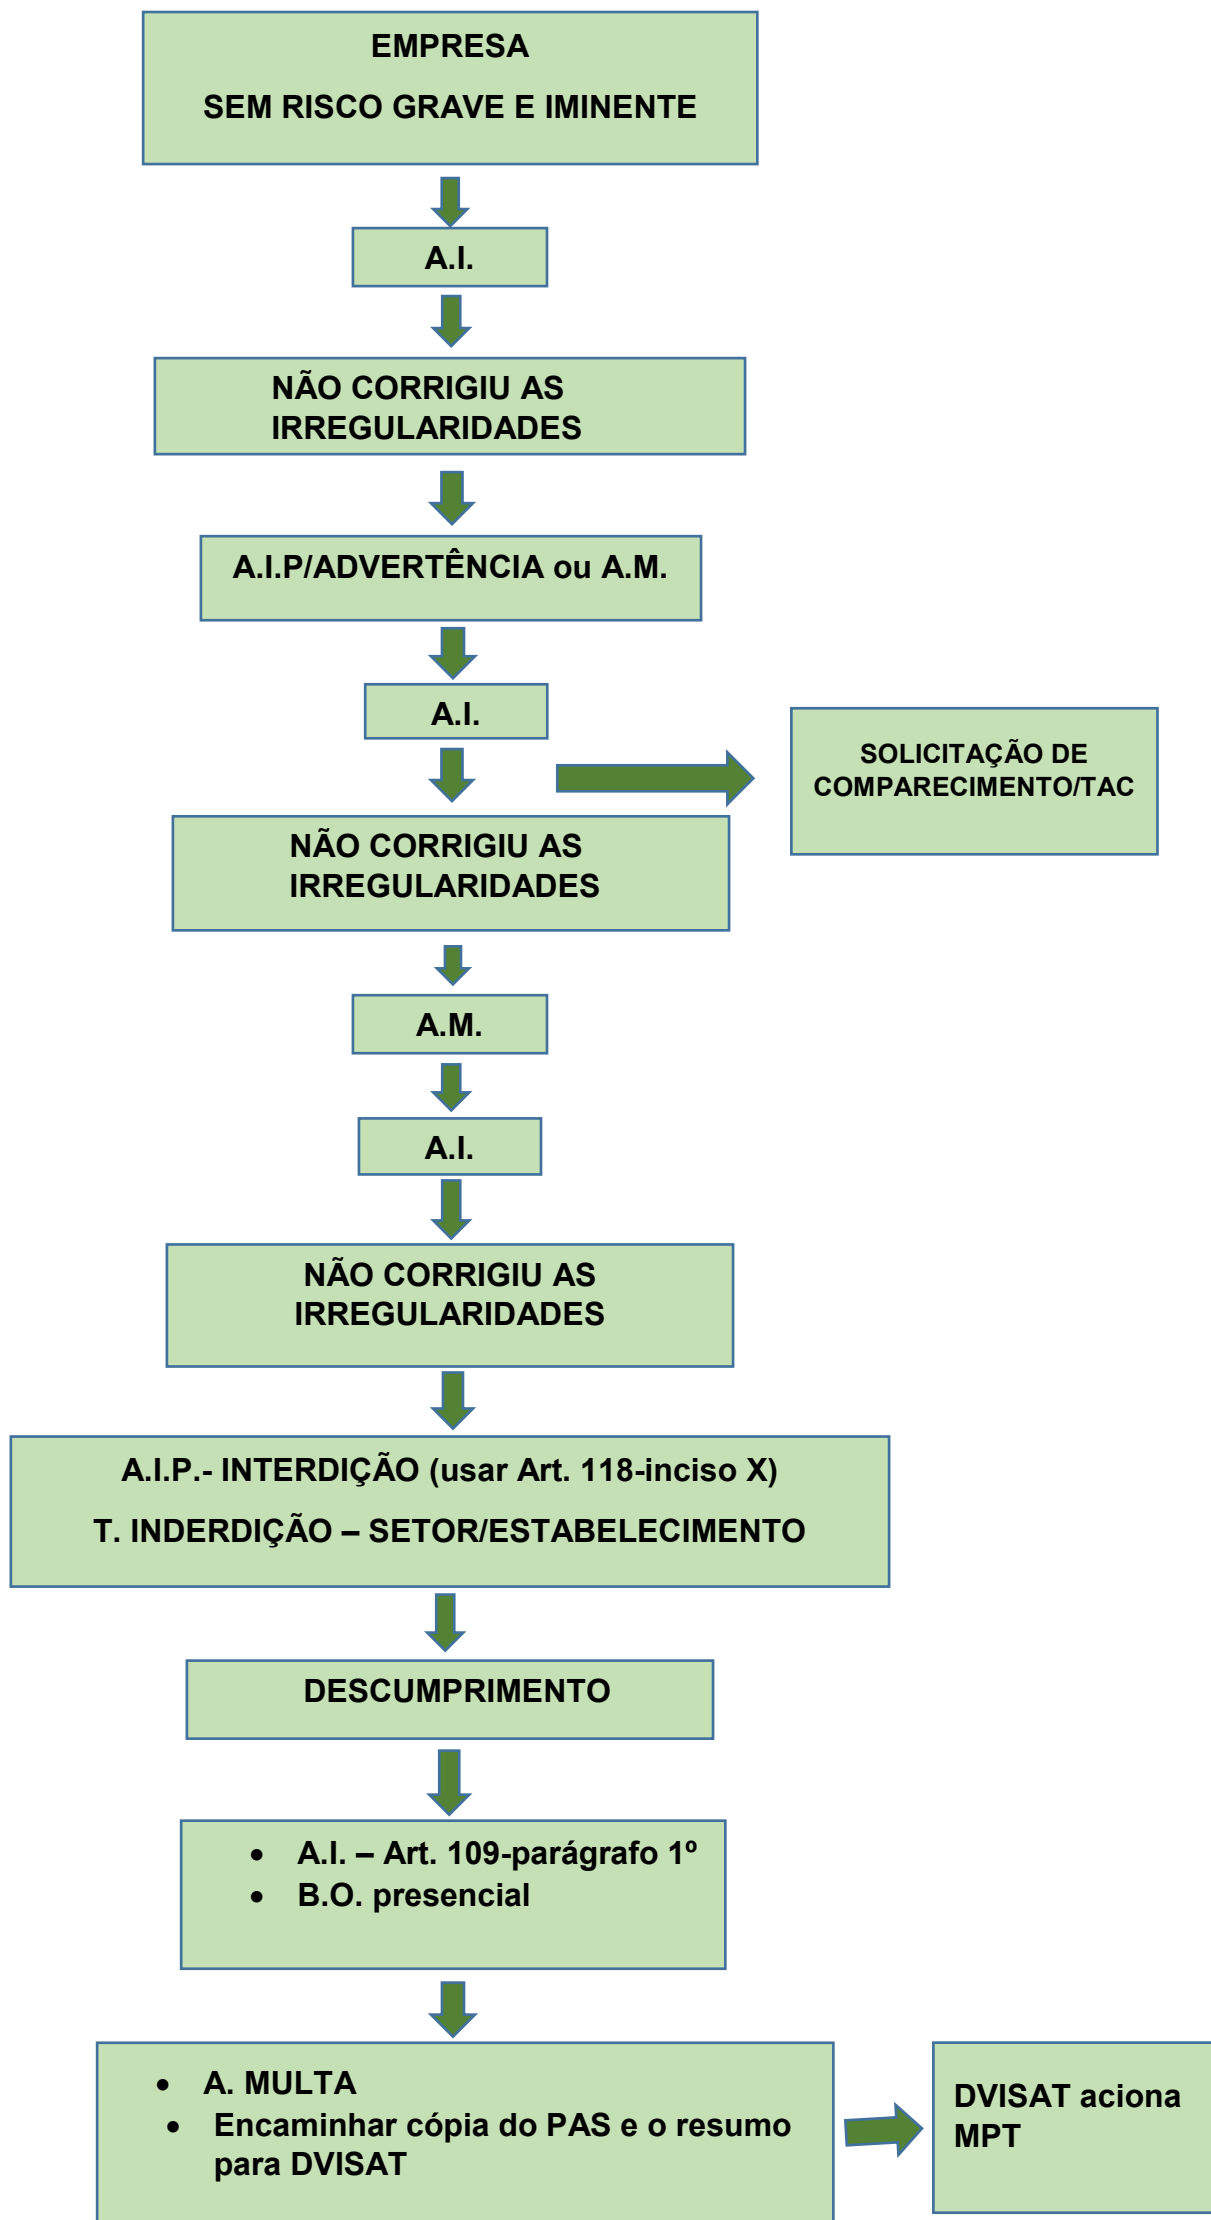 EMPRESA
SEM RISCO GRAVE E IMINENTE
A.I.
NÃO CORRIGIU AS
IRREGULARIDADES
A.I.P/ADVERTÊNCIA ou A.M.
A.I.
SOLICITAÇÃO DE
COMPARECIMENTO/TAC
NÃO CORRIGIU AS
IRREGULARIDADES
A.M.
A.I.
NÃO CORRIGIU AS
IRREGULARIDADES
A.I.P.- INTERDIÇÃO (usar Art. 118-inciso X)
T. INDERDIÇÃO – SETOR/ESTABELECIMENTO
DESCUMPRIMENTO
• A.I. – Art. 109-parágrafo 1º
• B.O. presencial
• A. MULTA
• Encaminhar cópia do PAS e o resumo
para DVISAT
DVISAT aciona
MPT